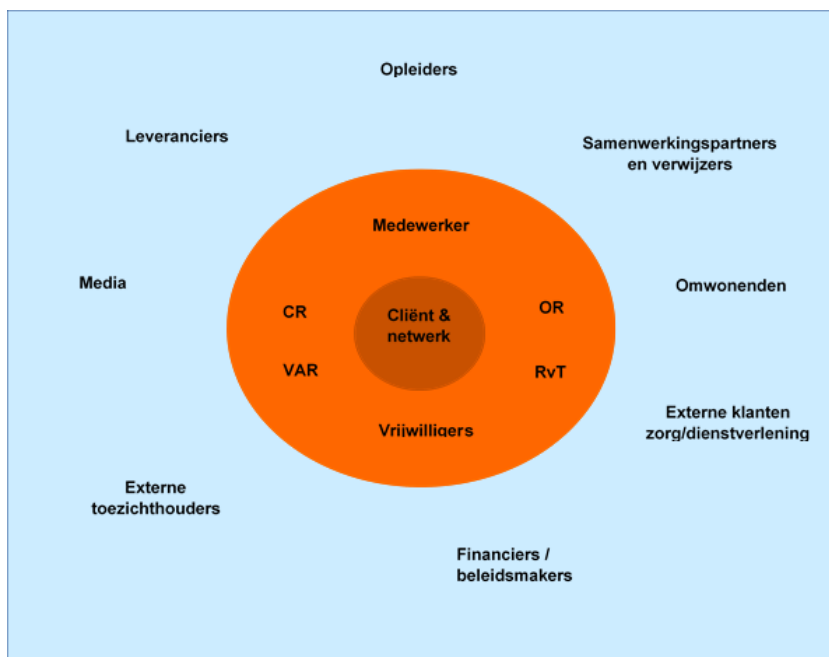 Opleiders
Leveranciers
Samenwerkingspartners
en verwijzers
Medewerker
Media
Omwonenden
CR
Cliënt &
netwerk
OR
VAR
RvT
Externe klanten
zorg/dienstverlening
Vrijwilligers
Externe
toezichthouders
Financiers /
beleidsmakers